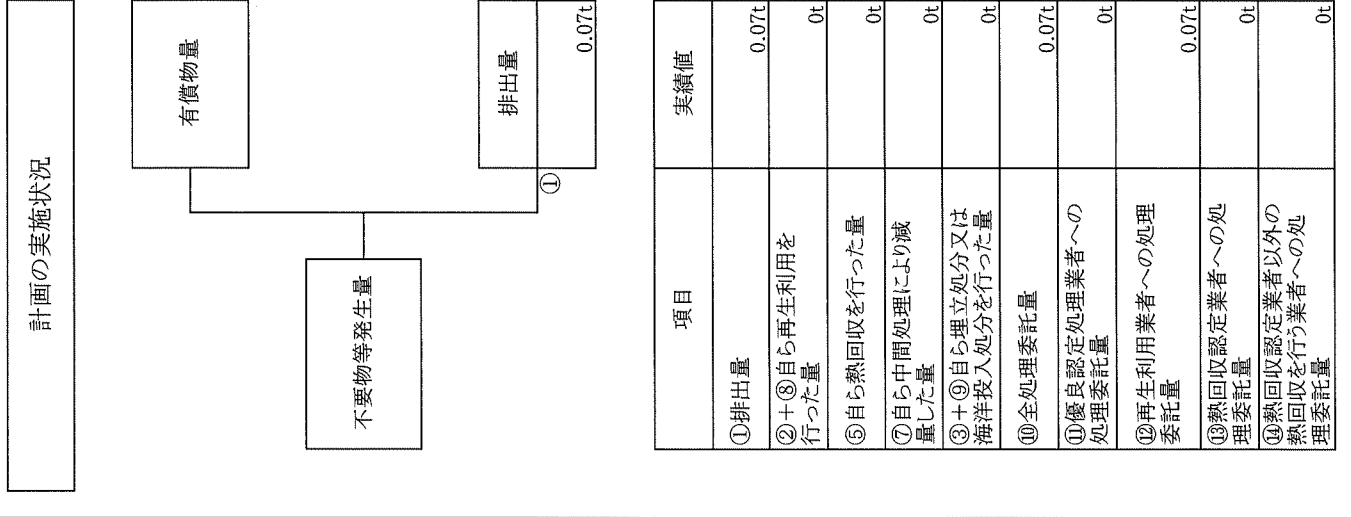 計画の実施状況
有償物量
不要物等発生量
排出量
①
0.07t
項目
実績値
①排出量
0.07t
②+⑧自ら再生利用を
行った量
0t
⑤自ら熱回収を行った量
0t
⑦自ら中間処理により減
量した量
0t
③+⑨自ら埋立処分又は
海洋投入処分を行った量
0t
⑩全処理委託量
0.07t
⑪優良認定処理業者への
処理委託量
0t
⑫再生利用業者への処理
委託量
0.07t
⑬熱回収認定業者への処
理委託量
0t
⑭熱回収認定業者以外の
熱回収を行う業者への処
理委託量
0t